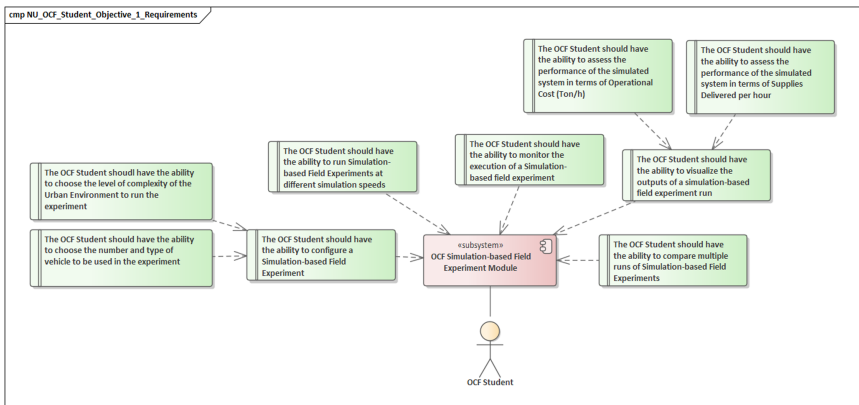 cmp NU_OCF_Student_Objective_1_Requirements
The OCF Student should have
the ability to assess the
performance of the simulated
system in terms of Operational
Cost (Ton/h)
The OCF Student should have
the ability to assess the
performance of the simulated
system in terms of Supplies
Delivered per hour
The OCF Student should have
the ability to run Simulation-
based Field Experiments at
different simulation speeds
The OCF Student should have
the ability to monitor the
execution of a Simulation-
based field experiment
The OCF Student should have
the ability to visualize the
outputs of a simulation-based
field experiment run
The OCF Student shoudl have the ability
to choose the level of complexity of the
Urban Environment to run the
experiment
The OCF Student should have the ability
to choose the number and type of
vehicle to be used in the experiment
The OCF Student should have
the ability to configure a
Simulation-based Field
Experiment
«subsystem»
OCF Simulation-based Field
Experiment Module
The OCF Student should have
the ability to compare multiple
runs of Simulation-based Field
Experiments
OCF Student